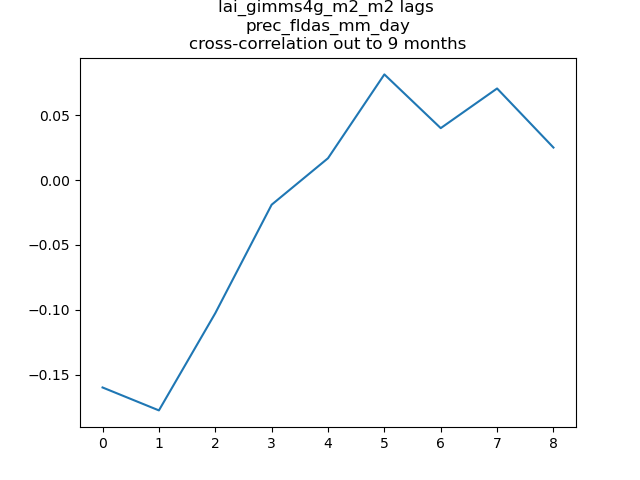 lai_gimms4g_m2_m2 lags
prec_fldas_mm_day
cross-correlation out to 9 months
0.05
0.00
−0.05
−0.10
−0.15
0 1 2 3 4 5 6 7 8